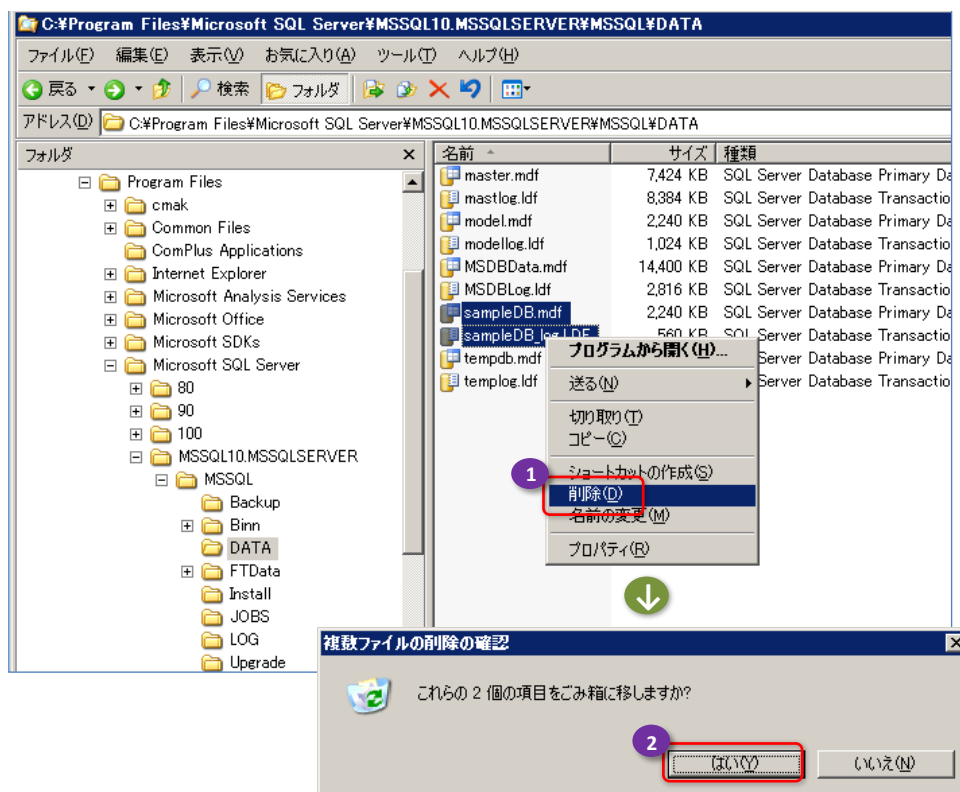 C:¥Program Files¥Microsoft SQL Server¥MSSQL10.MSSQLSERVER¥MSSQL¥DATA
ファイル(F) 編集(E) 表示(V) お気に入り(A) ツール(T) ヘルプ(H)
戻る 検索 フォルダ
アドレス(D) C:¥Program Files¥Microsoft SQL Server¥MSSQL10.MSSQLSERVER¥MSSQL¥DATA
フォルダ
Program Files
cmak
Common Files
ComPlus Applications
Internet Explorer
Microsoft Analysis Services
Microsoft Office
Microsoft SDKs
Microsoft SQL Server
80
90
100
MSSQL10.MSSQLSERVER
MSSQL
Backup
Binn
DATA
FTData
Install
JOBS
LOG
Upgrade
名前 サイズ 種類
master.mdf 7,424 KB SQL Server Database Primary Da
mastlog.ldf 8,384 KB SQL Server Database Transactio
model.mdf 2,240 KB SQL Server Database Primary Da
modellog.ldf 1,024 KB SQL Server Database Transactio
MSDBData.mdf 14,400 KB SQL Server Database Primary Da
MSDBLog.ldf 2,816 KB SQL Server Database Transactio
sampleDB.mdf 2,240 KB SQL Server Database Primary Da
sampleDB_log.LDF 560 KB SQL Server Database Transactio
tempdb.mdf Server Database Primary Da
templog.ldf Server Database Transactio
プログラムから開く(H)...
送る(N)
切り取り(T)
コピー(C)
ショートカットの作成(S)
1
削除(D)
名前の変更(M)
プロパティ(R)
複数ファイルの削除の確認
これらの 2 個の項目をごみ箱に移しますか?
2
はい(Y) いいえ(N)